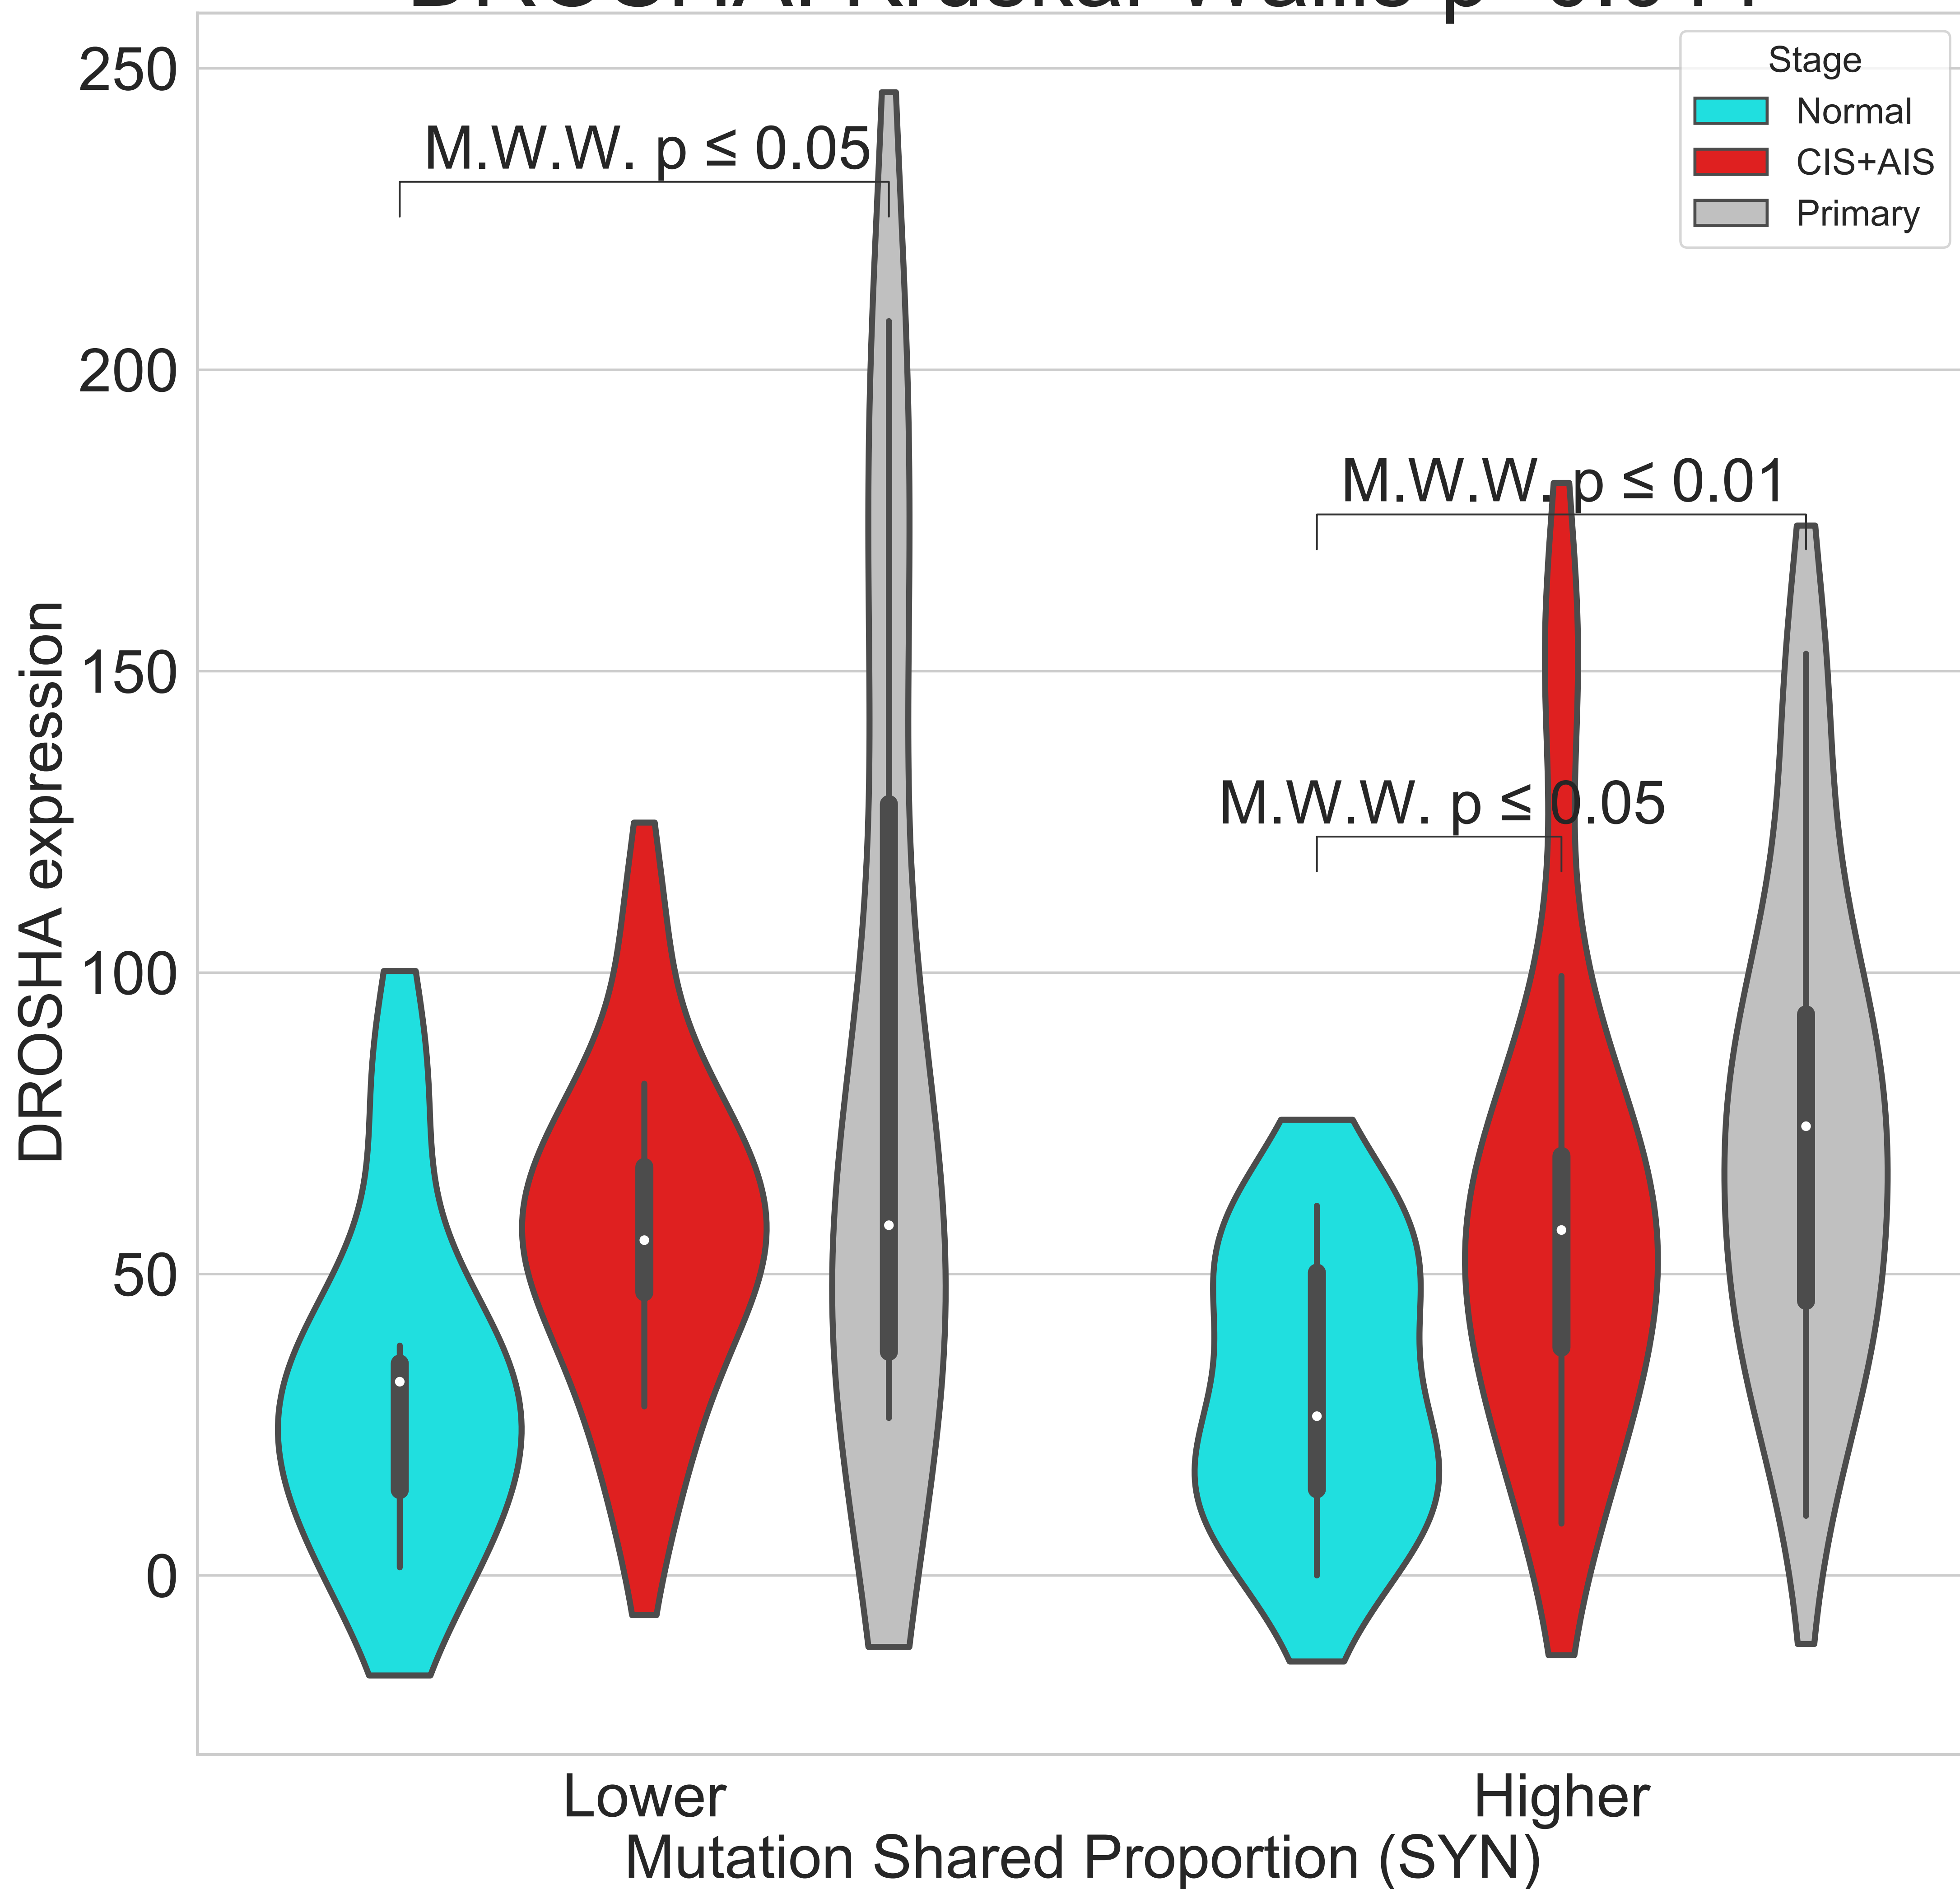 250
200
150
100
50
0
DROSHA expression
M.W.W. p ≤ 0.05
M.W.W. p ≤ 0.01
M.W.W. p ≤ 0.05
Stage
Normal
CIS+AIS
Primary
Lower
Higher
Mutation Shared Proportion (SYN)